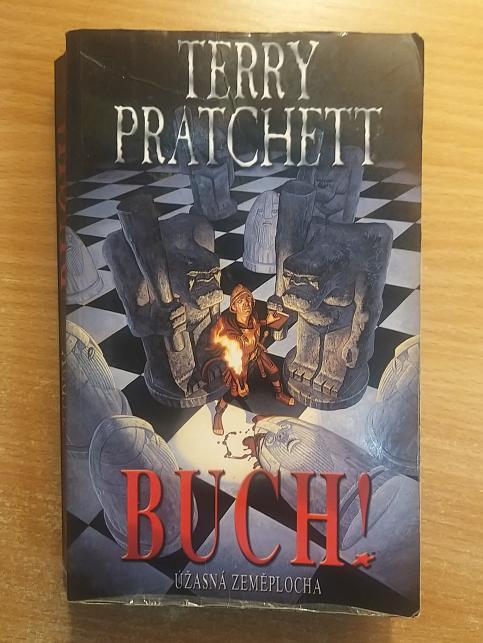 TERRY
PRATCHETT
BUCH!
ÚŽASNÁ ZEMĚPLOCHA